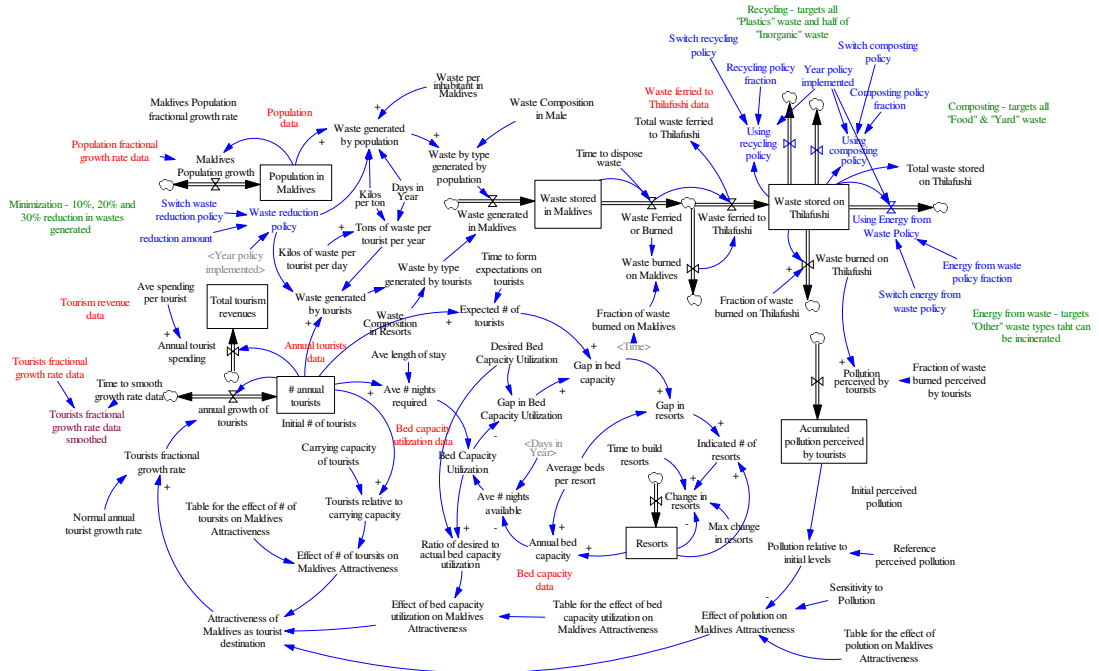 Recycling - targets all
"Plastics" waste and half of
"Inorganic" waste
Switch recycling
policy
Switch composting
policy
Recycling policy
fraction
Year policy
implemented
Composting policy
fraction
Composting - targets all
"Food" & "Yard" waste
Waste per
inhabitant in
Maldives
Waste Composition
in Male
Waste ferried to
Thilafushi data
Total waste ferried
to Thilafushi
Maldives Population
fractional growth rate
Population
data
Waste generated
by population
Using
recycling
policy
Using
composting
policy
Population fractional
growth rate data
Maldives
Population growth
Population in
Maldives
Waste by type
generated by
population
Time to dispose
waste
Total waste stored
on Thilafushi
Minimization - 10%, 20% and
30% reduction in wastes
generated
Switch waste
reduction policy
reduction amount
Waste reduction
policy
Kilos
per ton
Days in
Year
Waste generated
in Maldives
Waste stored
in Maldives
Waste Ferried
or Burned
Waste ferried to
Thilafushi
Waste stored on
Thilafushi
Using Energy from
Waste Policy
<Year policy
implemented>
Kilos of waste per
tourist per day
Tons of waste per
tourist per year
Waste by type
generated by tourists
Time to form
expectations on
tourists
Waste burned
on Maldives
Waste burned on
Thilafushi
Energy from waste
policy fraction
Switch energy from
waste policy
Tourism revenue
data
Ave spending
per tourist
Total tourism
revenues
Waste generated
by tourists
Waste
Composition
in Resorts
Expected # of
tourists
Fraction of waste
burned on Maldives
<Time>
Fraction of waste
burned on Thilafushi
Energy from waste - targets
"Other" waste types taht can
be incinerated
Annual tourist
spending
Annual tourists
data
Ave length of stay
Desired Bed
Capacity Utilization
Gap in bed
capacity
Pollution
perceived by
tourists
Fraction of waste
burned perceived
by tourists
Tourists fractional
growth rate data
Time to smooth
growth rate data
Tourists fractional
growth rate data
smoothed
annual growth of
tourists
# annual
tourists
Initial # of tourists
Ave # nights
required
Gap in Bed
Capacity Utilization
Gap in
resorts
Bed capacity
utilization data
Bed Capacity
Utilization
<Days in
Year>
Time to build
resorts
Indicated # of
resorts
Acumulated
pollution perceived
by tourists
Tourists fractional
growth rate
Carrying capacity
of tourists
Average beds
per resort
Normal annual
tourist growth rate
Table for the effect of # of
toursits on Maldives
Attractiveness
Tourists relative to
carrying capacity
Ave # nights
available
Change in
resorts
Max change
in resorts
Initial perceived
pollution
Effect of # of toursits on
Maldives Attractiveness
Ratio of desired to
actual bed capacity
utilization
Annual bed
capacity
Resorts
Bed capacity
data
Pollution relative to
initial levels
Reference
perceived pollution
Attractiveness of
Maldives as tourist
destination
Effect of bed capacity
utilization on Maldives
Attractiveness
Table for the effect of bed
capacity utilization on
Maldives Attractiveness
Sensitivity to
Pollution
Effect of polution on
Maldives Attractiveness
Table for the effect of
polution on Maldives
Attractiveness